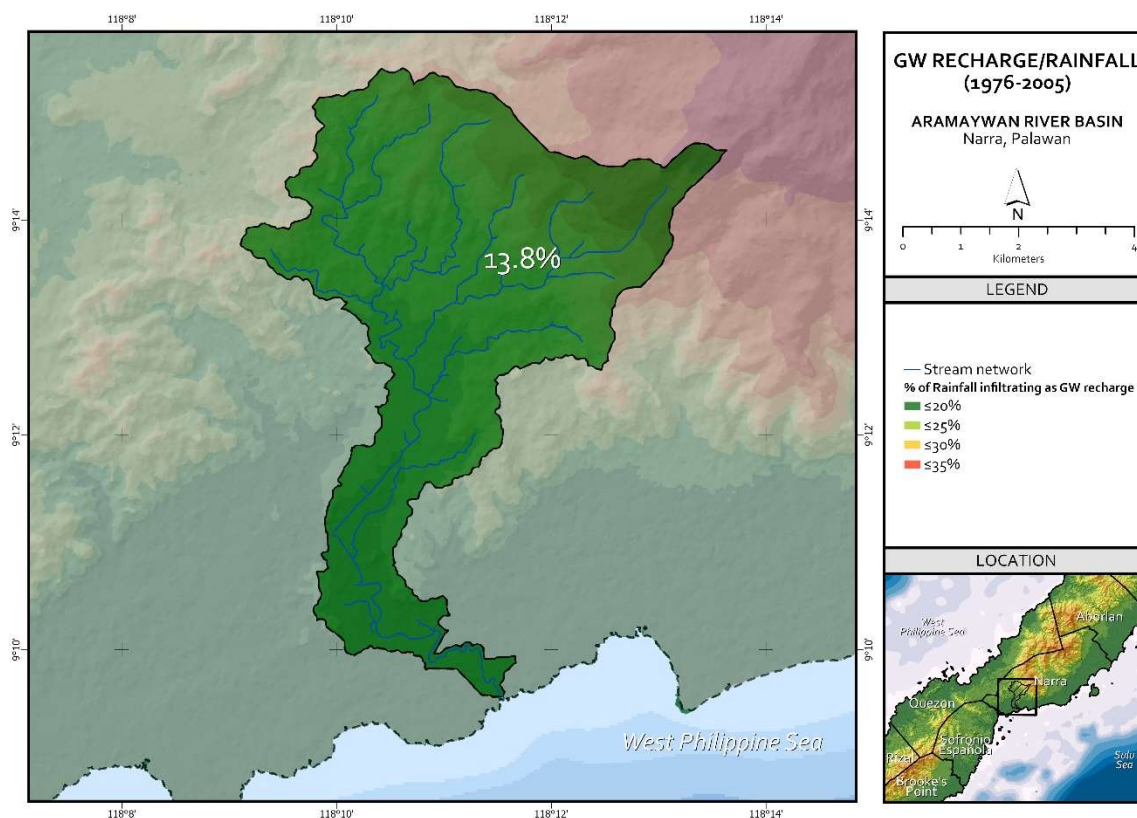 118°8'
118°10'
118°12'
118°14'
9°14'
9°14'
9°12'
9°12'
9°10'
9°10'
13.8%
West Philippine Sea
118°8'
118°10'
118°12'
118°14'
GW RECHARGE/RAINFALL
(1976-2005)
ARAMAYWAN RIVER BASIN
Narra, Palawan
N
0 1 2 4
Kilometers
LEGEND
Stream network
% of Rainfall infiltrating as GW recharge
≤20%
≤25%
≤30%
≤35%
LOCATION
West
Philippine Sea
Aborlan
Narra
Quezon
Sofronio
Española
Rizal
Brooke's
Point
Sulu
Sea